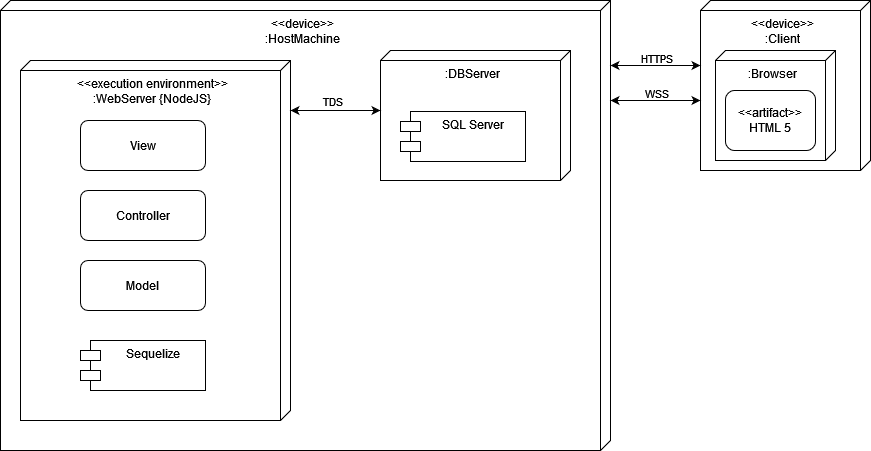 <<device>>
:HostMachine
<<execution environment>>
:WebServer {NodeJS}
View
Controller
Model
Sequelize
TDS
:DBServer
SQL Server
HTTPS
WSS
<<device>>
:Client
:Browser
<<artifact>>
HTML 5